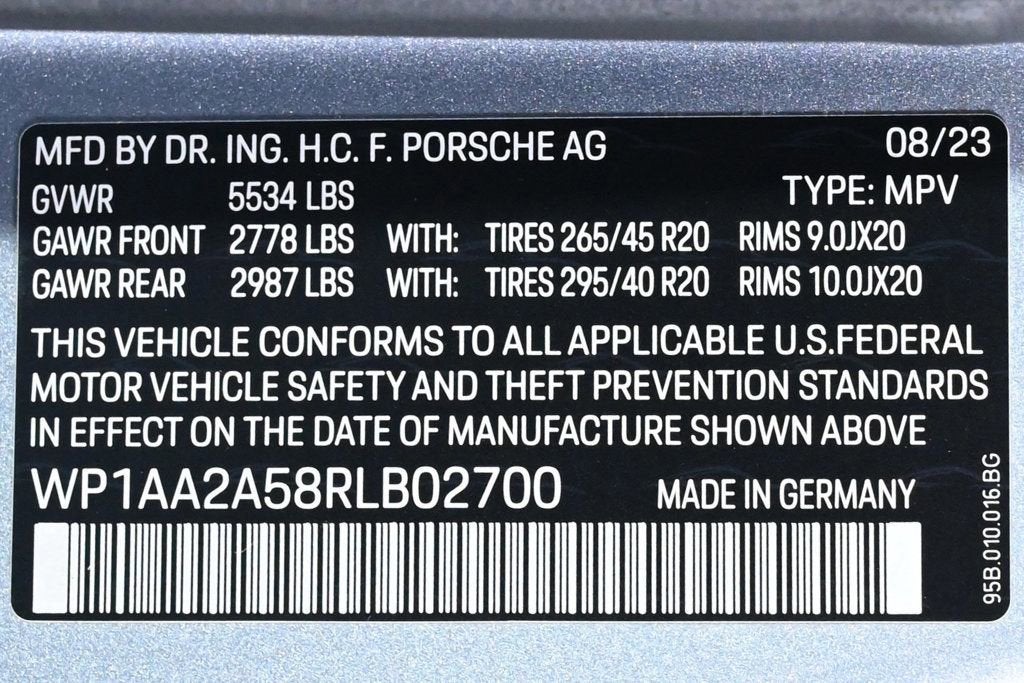 MFD BY DR. ING. H.C. F. PORSCHE AG 08/23
GVWR 5534 LBS TYPE: MPV
GAWR FRONT 2778 LBS WITH: TIRES 265/45 R20 RIMS 9.0JX20
GAWR REAR 2987 LBS WITH: TIRES 295/40 R20 RIMS 10.0JX20
THIS VEHICLE CONFORMS TO ALL APPLICABLE U.S.FEDERAL
MOTOR VEHICLE SAFETY AND THEFT PREVENTION STANDARDS
IN EFFECT ON THE DATE OF MANUFACTURE SHOWN ABOVE
WP1AA2A58RLB02700 MADE IN GERMANY
95B.010.016.BG